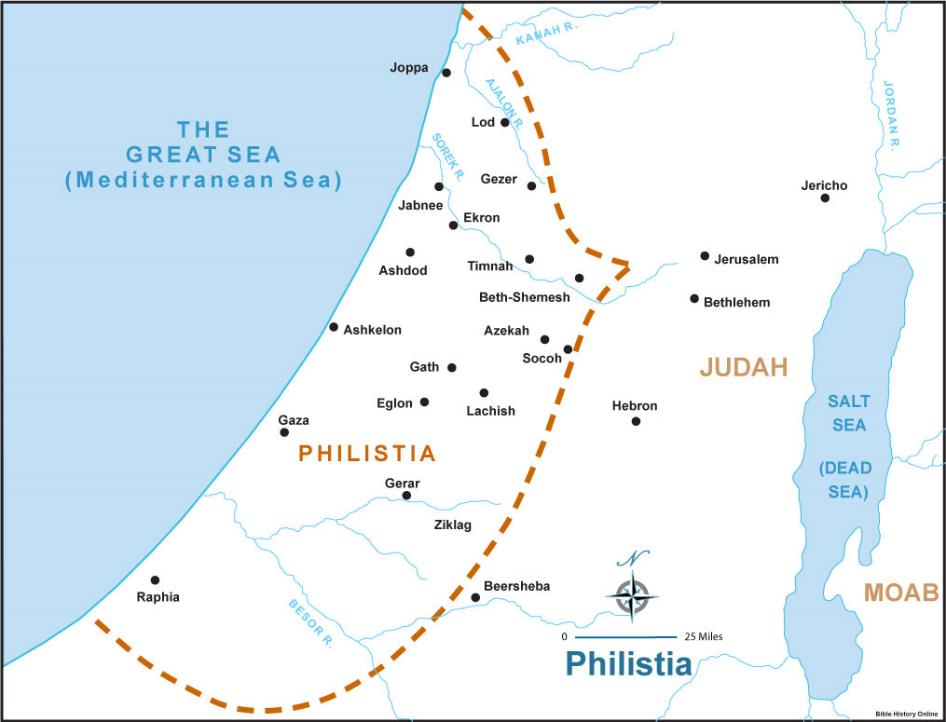 KANAH R.
Joppa
AJALON R.
JORDAN R.
Lod
THE
GREAT SEA
(Mediterranean Sea)
SOREK R.
Gezer
Jericho
Jabnee
Ekron
Ashdod
Timnah
Jerusalem
Beth-Shemesh
Bethlehem
Ashkelon
Azekah
Socoh
Gath
JUDAH
Eglon
Lachish
Hebron
SALT
SEA
(DEAD
SEA)
Gaza
PHILISTIA
Gerar
Ziklag
N
Raphia
Beersheba
MOAB
BESOR R.
0 25 Miles
Philistia
Bible History Online